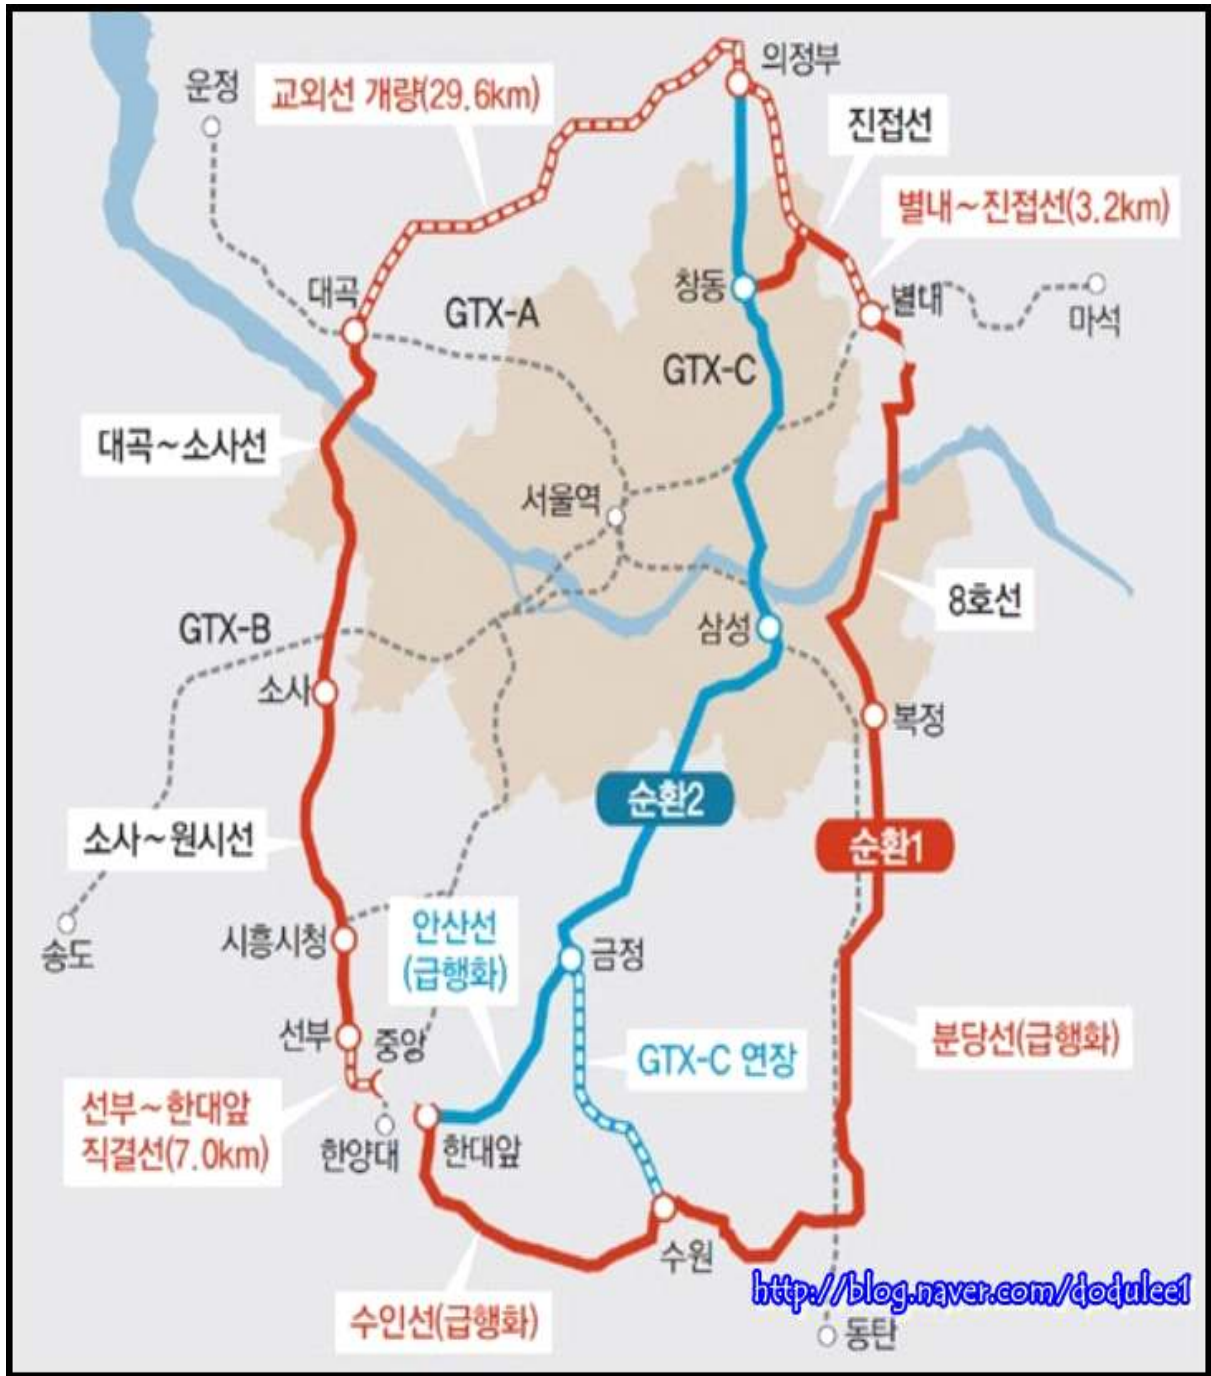 의정부
운정
교외선 개량(29.6km)
진접선
별내~진접선(3.2km)
대곡
GTX-A
창동
별내
마석
GTX-C
대곡~소사선
서울역
8호선
GTX-B
삼성
소사
복정
순환2
소사~원시선
순환1
안산선
(급행화)
시흥시청
금정
송도
선부
중앙
GTX-C 연장
분당선(급행화)
선부~한대앞
직결선(7.0km)
한양대
한대앞
수원
http://blog.naver.com/dodulee1
수인선(급행화)
동탄